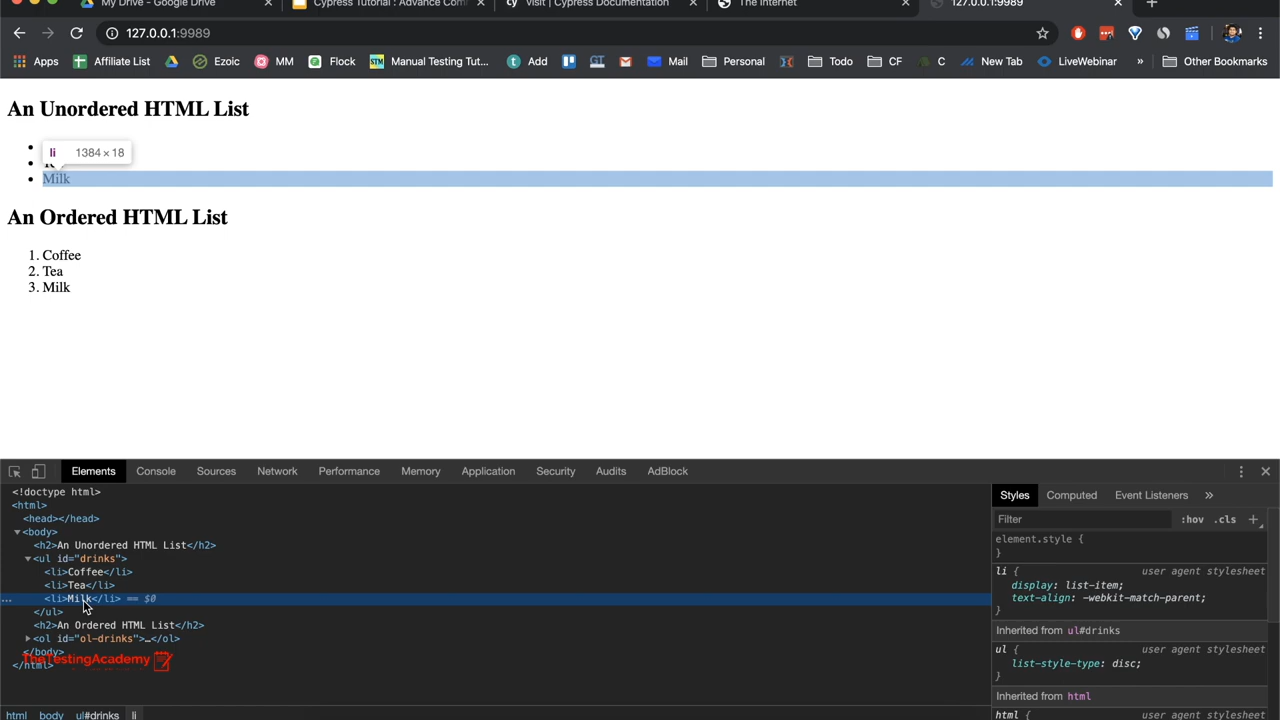 My Drive - Google Drive
Cypress Tutorial : Advance Com
cy Visit | Cypress Documentation
The Internet
127.0.0.1:9989
127.0.0.1:9989
Apps Affiliate List Ezoic MM Flock STM Manual Testing Tut... t Add GT Mail Personal Todo CF C New Tab LiveWebinar » Other Bookmarks
An Unordered HTML List
li 1384 × 18
Milk
An Ordered HTML List
1. Coffee
2. Tea
3. Milk
Elements Console Sources Network Performance Memory Application Security Audits AdBlock
<!doctype html>
<html>
<head></head>
<body>
<h2>An Unordered HTML List</h2>
<ul id="drinks">
<li>Coffee</li>
<li>Tea</li>
... <li>Milk</li> == $0
</ul>
<h2>An Ordered HTML List</h2>
<ol id="ol-drinks">…</ol>
</body>
</html>
TheTestingAcademy
html body ul#drinks li
Styles Computed Event Listeners »
Filter :hov .cls +
element.style {
}
li { user agent stylesheet
display: list-item;
text-align: -webkit-match-parent;
}
Inherited from ul#drinks
ul { user agent stylesheet
list-style-type: disc;
}
Inherited from html
html { user agent stylesheet